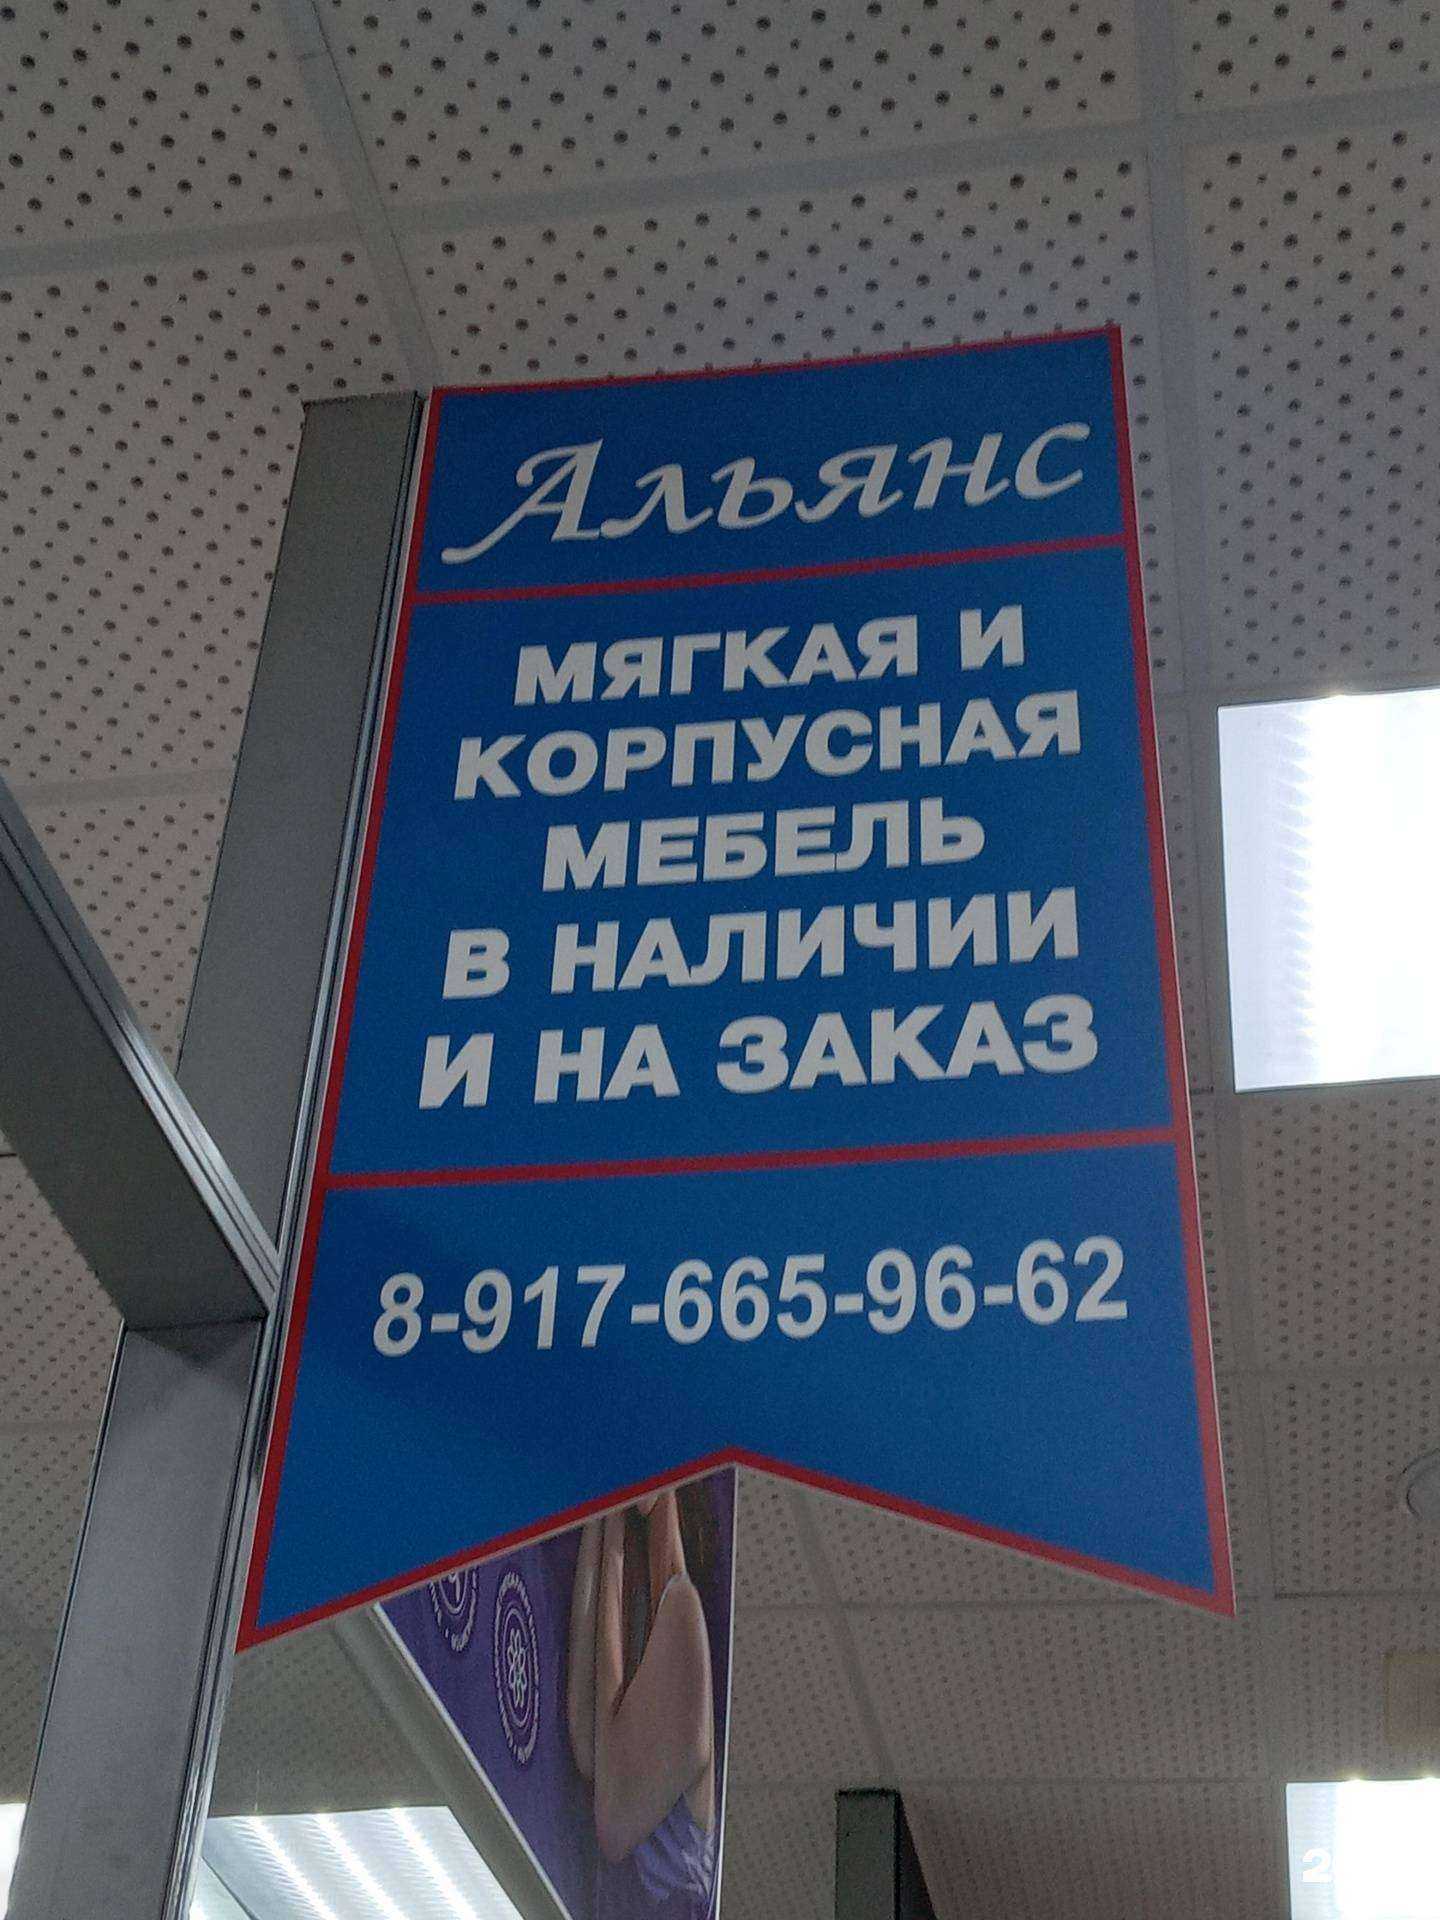 Альянс
МЯГКАЯ И
КОРПУСНАЯ
МЕБЕЛЬ
В НАЛИЧИИ
И НА ЗАКАЗ
8-917-665-96-62